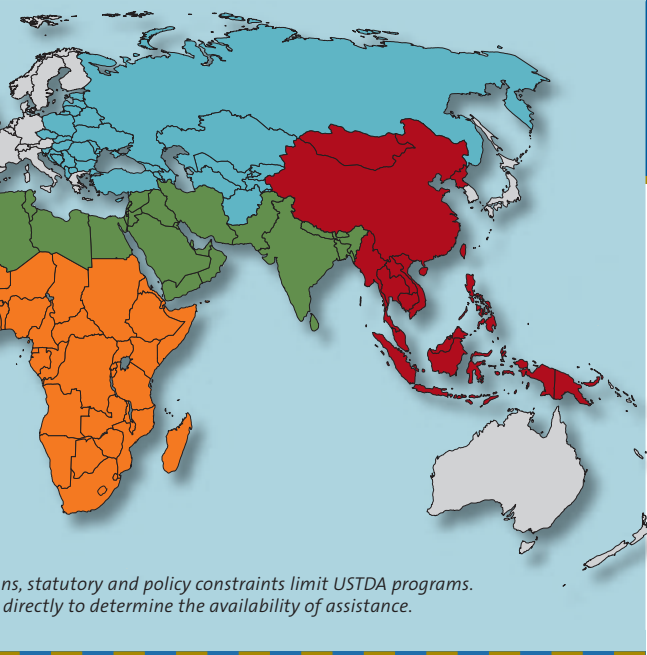 ns, statutory and policy constraints limit USTDA programs.
directly to determine the availability of assistance.